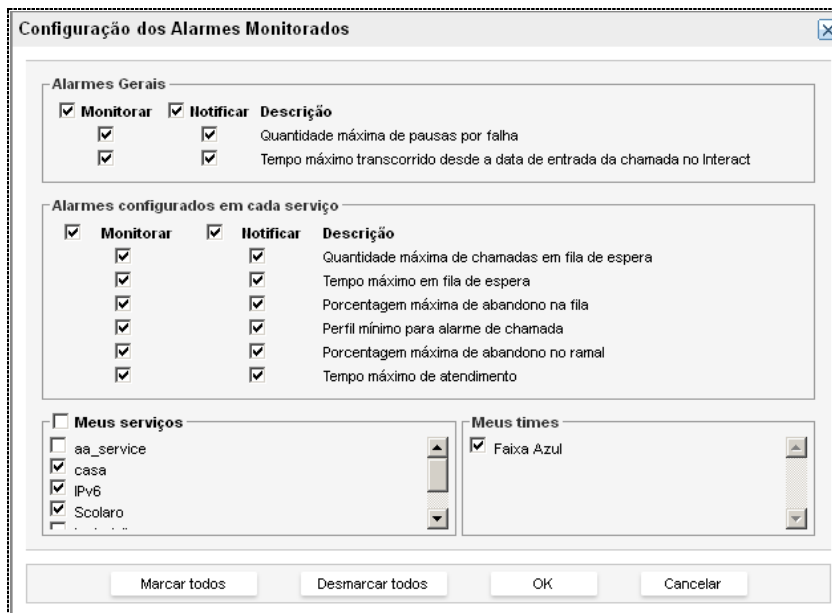 Configuração dos Alarmes Monitorados
Alarmes Gerais
Monitorar Notificar Descrição
Quantidade máxima de pausas por falha
Tempo máximo transcorrido desde a data de entrada da chamada no Interact
Alarmes configurados em cada serviço
Monitorar Notificar Descrição
Quantidade máxima de chamadas em fila de espera
Tempo máximo em fila de espera
Porcentagem máxima de abandono na fila
Perfil mínimo para alarme de chamada
Porcentagem máxima de abandono no ramal
Tempo máximo de atendimento
Meus serviços
aa_service
casa
IPv6
Scolaro
Meus times
Faixa Azul
Marcar todos Desmarcar todos OK Cancelar